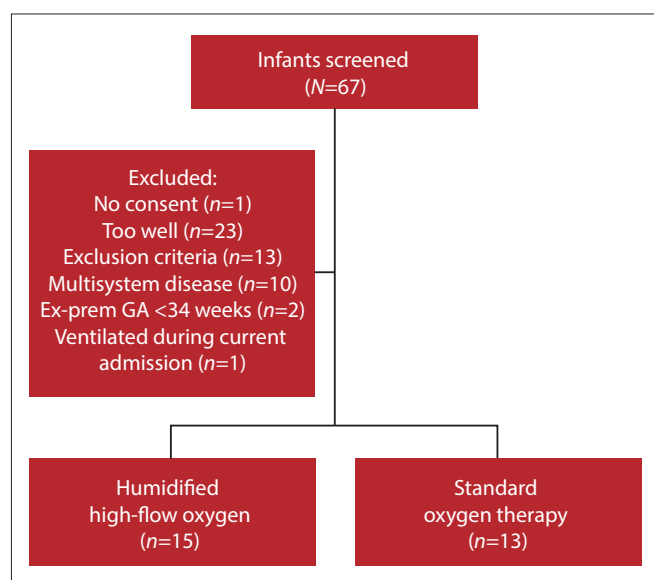 Infants screened
(N=67)
Excluded:
No consent (n=1)
Too well (n=23)
Exclusion criteria (n=13)
Multisystem disease (n=10)
Ex-prem GA <34 weeks (n=2)
Ventilated during current
admission (n=1)
Humidified
high-flow oxygen
(n=15)
Standard
oxygen therapy
(n=13)